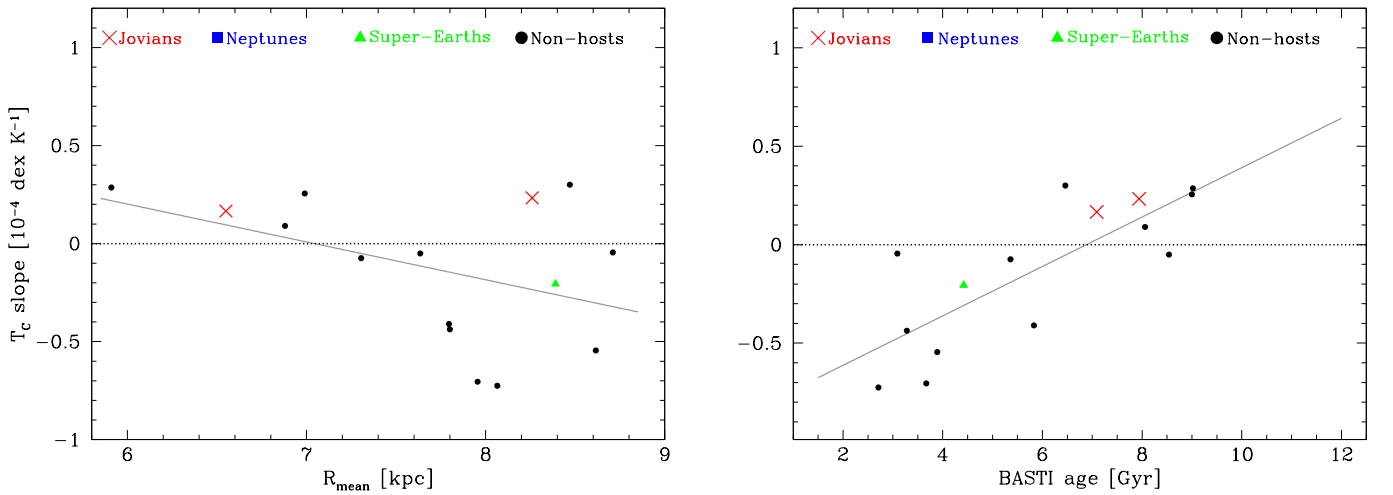 Jovians Neptunes Super-Earths Non-hosts
1
0.5
0
−0.5
−1
T_C slope [10^−4 dex K^−1]
6 7 8 9
R_mean [kpc]
Jovians Neptunes Super-Earths Non-hosts
1
0.5
0
−0.5
2 4 6 8 10 12
BASTI age [Gyr]